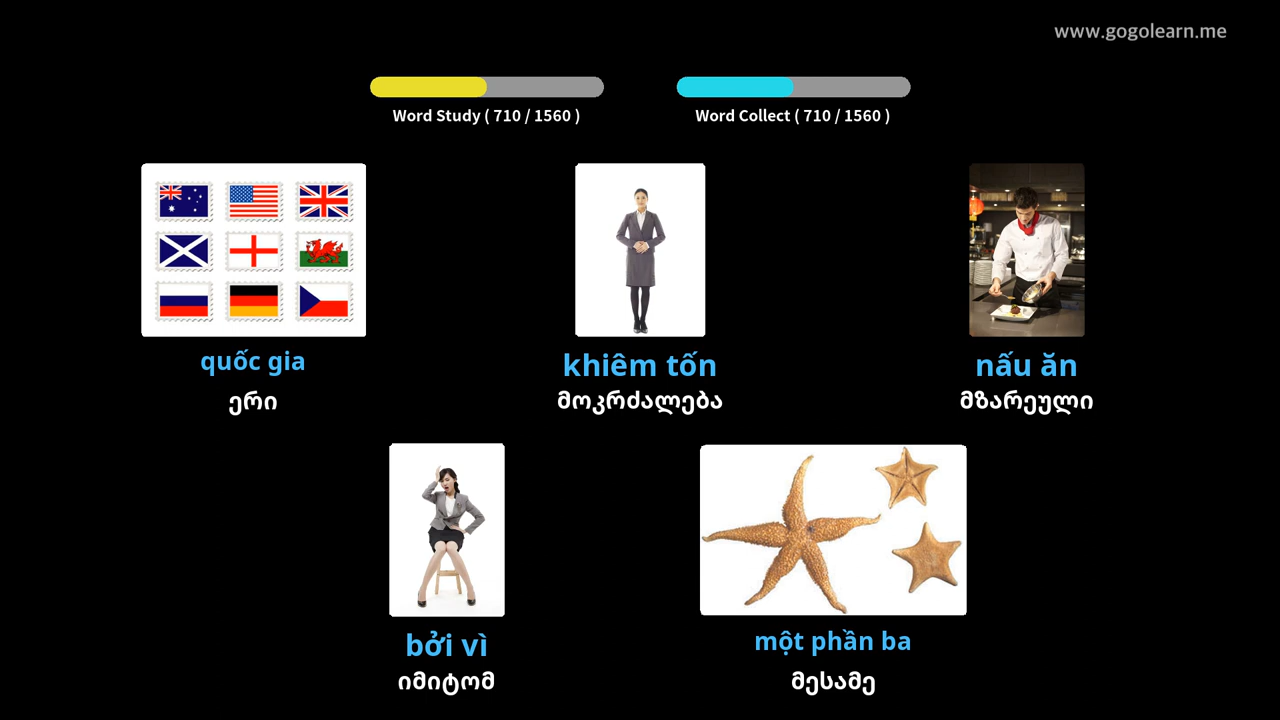 www.gogolearn.me
Word Study ( 710 / 1560 )
Word Collect ( 710 / 1560 )
quốc gia
ერი
khiêm tốn
მოკრძალება
nấu ăn
მზარეული
bởi vì
იმიტომ
một phần ba
მესამე